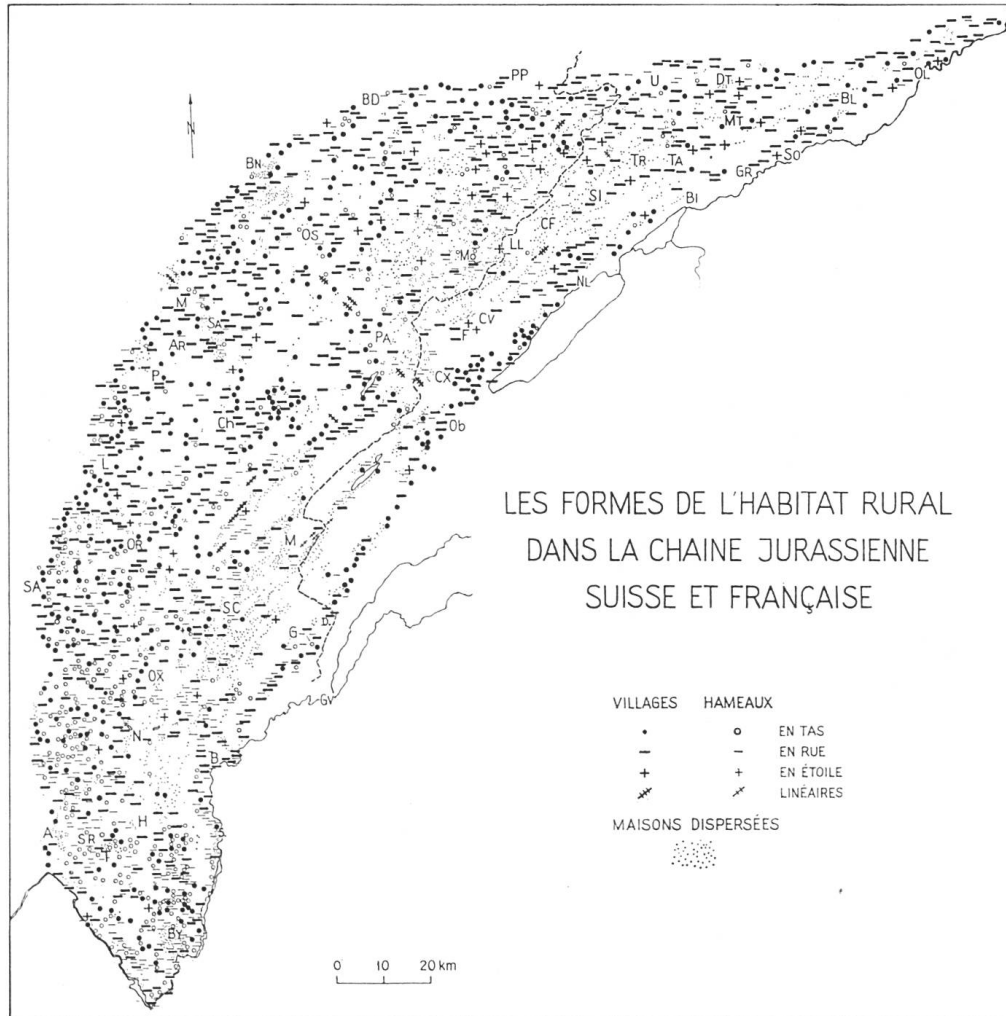 PP
U
DT
OL
BD
BL
MT
N
BN
TR
TA
SO
GR
SI
BI
OS
CF
LL
MO
NL
M
SA
CV
F
PA
AR
P
CX
Ch
Ob
L
LES FORMES DE L'HABITAT RURAL
DANS LA CHAINE JURASSIENNE
SUISSE ET FRANÇAISE
OR
M
SA
SC
D
G
OX
GV
VILLAGES HAMEAUX
EN TAS
N
EN RUE
B
EN ÉTOILE
LINÉAIRES
MAISONS DISPERSÉES
H
A
SR
BY
0 10 20 km